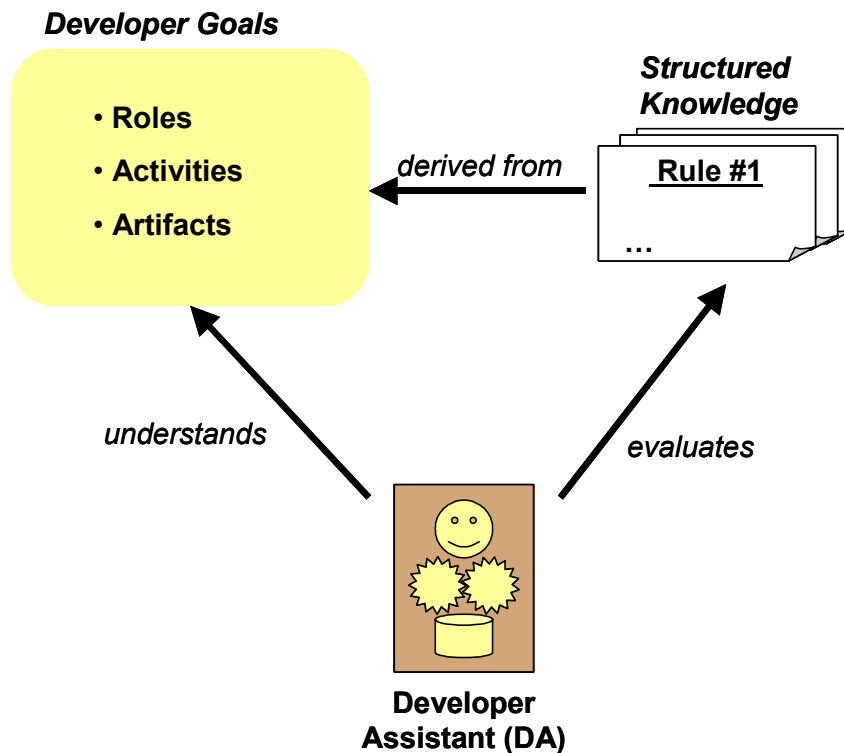 Developer Goals
• Roles
• Activities
• Artifacts
derived from
Structured
Knowledge
Rule #1
...
understands
evaluates
Developer
Assistant (DA)